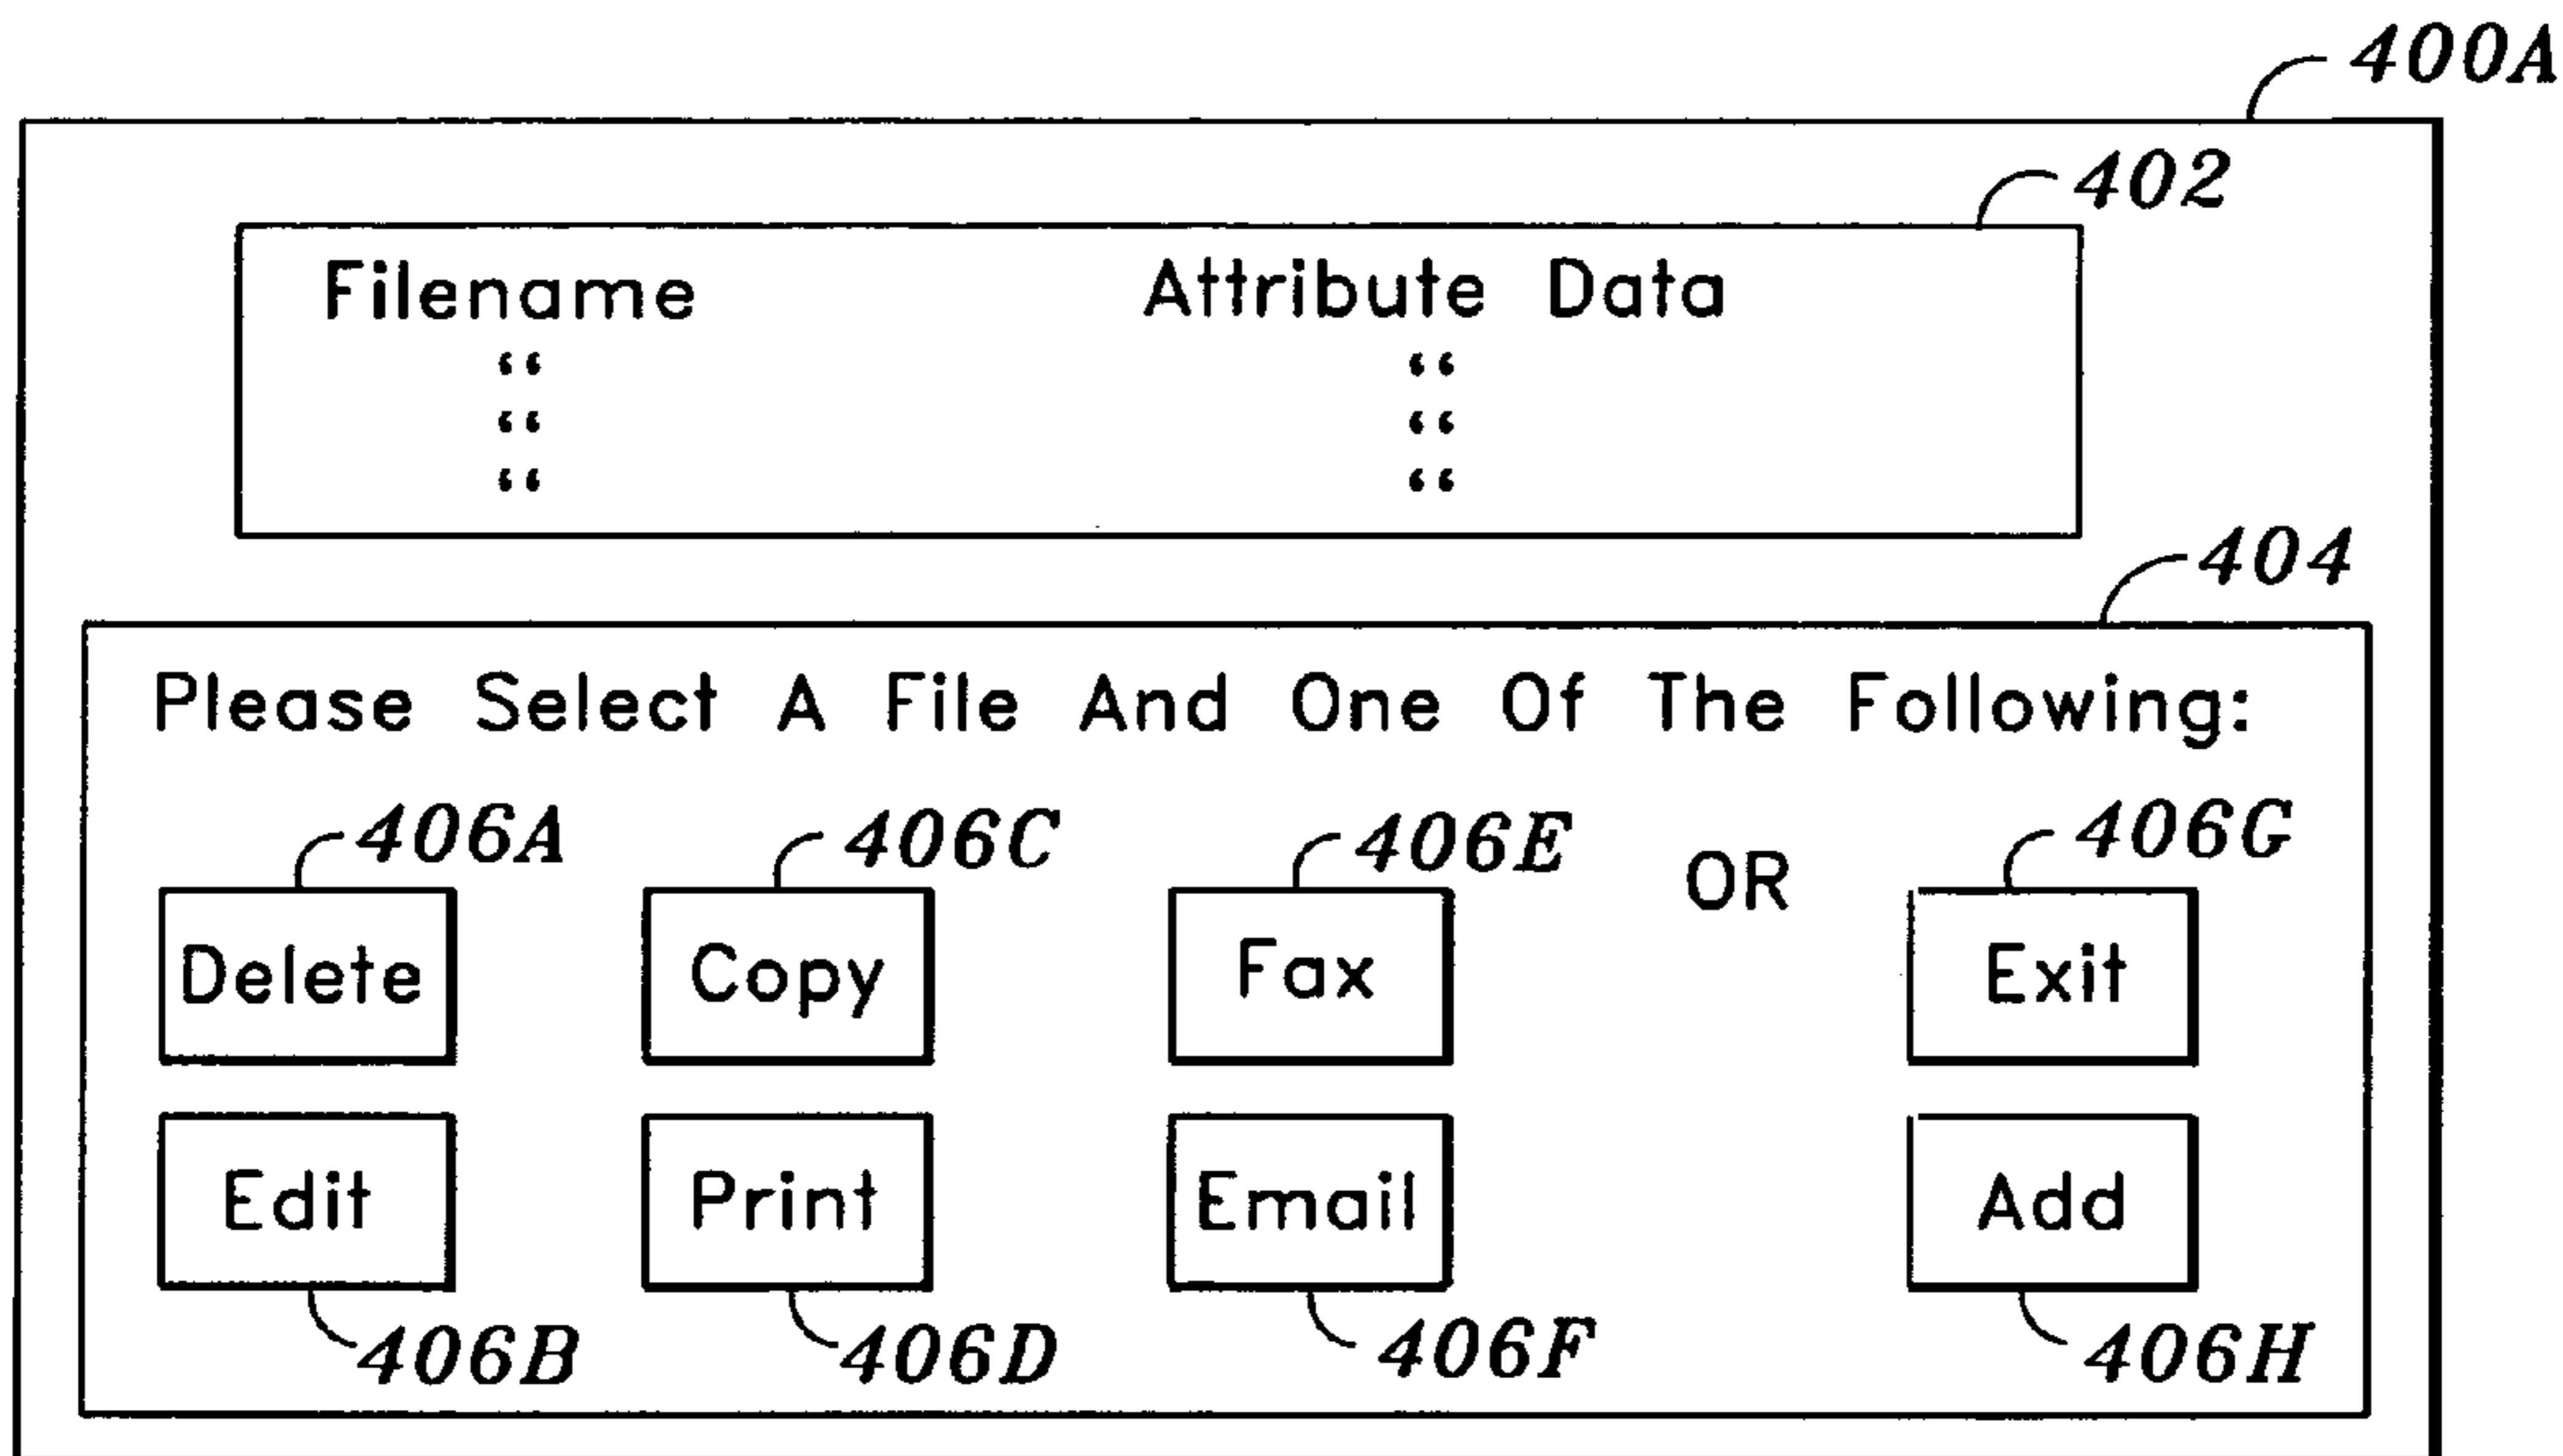 400A
402
Filename Attribute Data
“ “
“ “
“ “
404
Please Select A File And One Of The Following:
406A 406C 406E OR 406G
Delete Copy Fax Exit
Edit Print Email Add
406B 406D 406F 406H